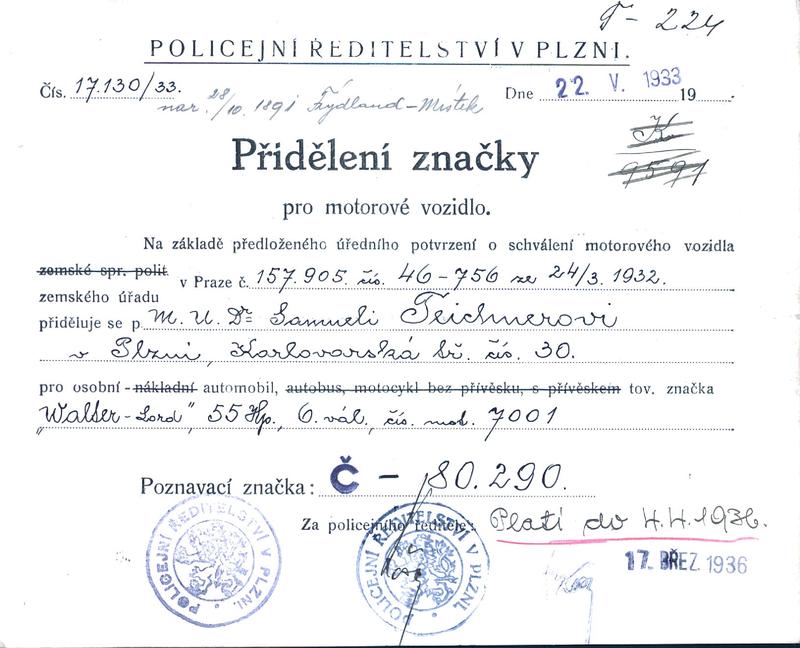 T-224
POLICEJNÍ ŘEDITELSTVÍ V PLZNI.
Čís. 17.130/33.
Dne 22. V. 1933 19
nar. 28/10. 1891 Frýdland-Místek
K
9591
Přidělení značky
pro motorové vozidlo.
Na základě předloženého úředního potvrzení o schválení motorového vozidla
zemské spr. polit.
v Praze č. 157.905. čís. 46-756 ze 24/3. 1932.
zemského úřadu
přiděluje se p. M. U. Dr Samueli Teichnerovi
v Plzni, Karlovarská tř. čís. 30.
pro osobní - nákladní automobil, autobus, motocykl bez přívěsku, s přívěskem tov. značka
„Walter-Lord", 55 Hp., 6. vál., čís. mot. 7001
Poznavací značka: Č - 80.290.
Za policejního ředitele:
Platí do 4.4.1936.
17. BŘEZ. 1936
POLICEJNÍ ŘEDITELSTVÍ V PLZNI.
POLICEJNÍ ŘEDITELSTVÍ V PLZNI.